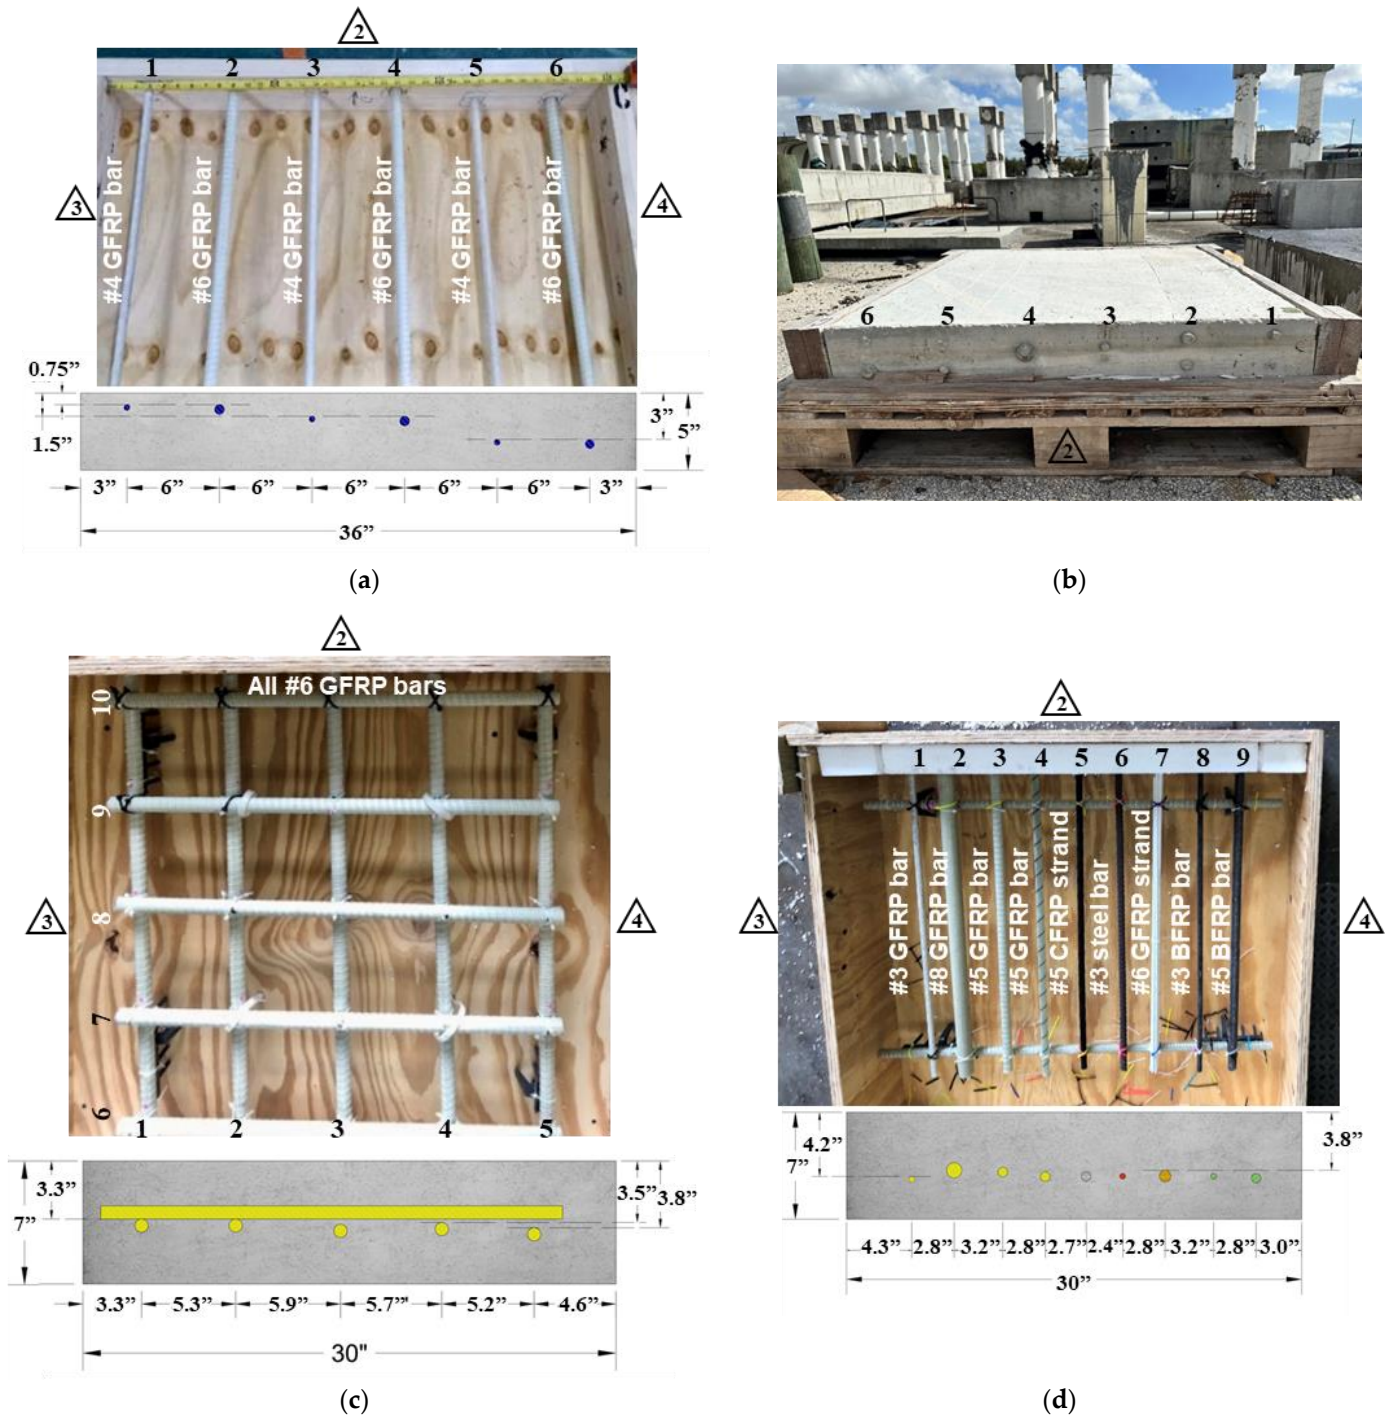 2
1 2 3 4 5 6
C
3
4
#4 GFRP bar
#6 GFRP bar
#4 GFRP bar
#6 GFRP bar
#4 GFRP bar
#6 GFRP bar
0.75”
1.5”
3”
5”
3” 6” 6” 6” 6” 6” 3”
36”
(a)
6 5 4 3 2 1
2
(b)
2
All #6 GFRP bars
10
9
8
7
6
3
4
1 2 3 4 5
3.3”
7”
3.5”
3.8”
3.3” 5.3” 5.9” 5.7" 5.2” 4.6”
30"
(c)
2
1 2 3 4 5 6 7 8 9
3
4
#3 GFRP bar
#8 GFRP bar
#5 GFRP bar
#5 GFRP bar
#5 CFRP strand
#3 steel bar
#6 GFRP strand
#3 BFRP bar
#5 BFRP bar
4.2”
7”
3.8”
4.3” 2.8” 3.2” 2.8” 2.7” 2.4” 2.8” 3.2” 2.8” 3.0”
30”
(d)